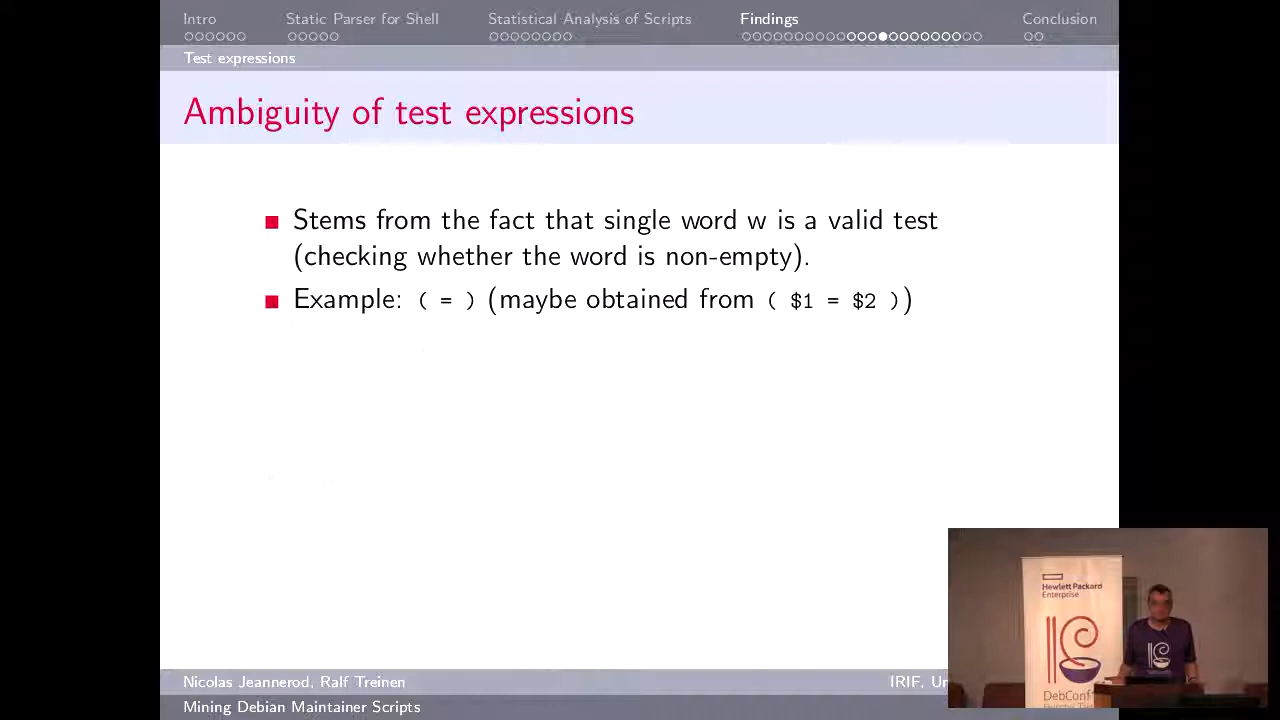 Intro Static Parser for Shell Statistical Analysis of Scripts Findings Conclusion
Test expressions
Ambiguity of test expressions
Stems from the fact that single word w is a valid test
(checking whether the word is non-empty).
Example: ( = ) (maybe obtained from ( $1 = $2 ))
Hewlett Packard
Enterprise
DebConf
Nicolas Jeannerod, Ralf Treinen IRIF,
Mining Debian Maintainer Scripts